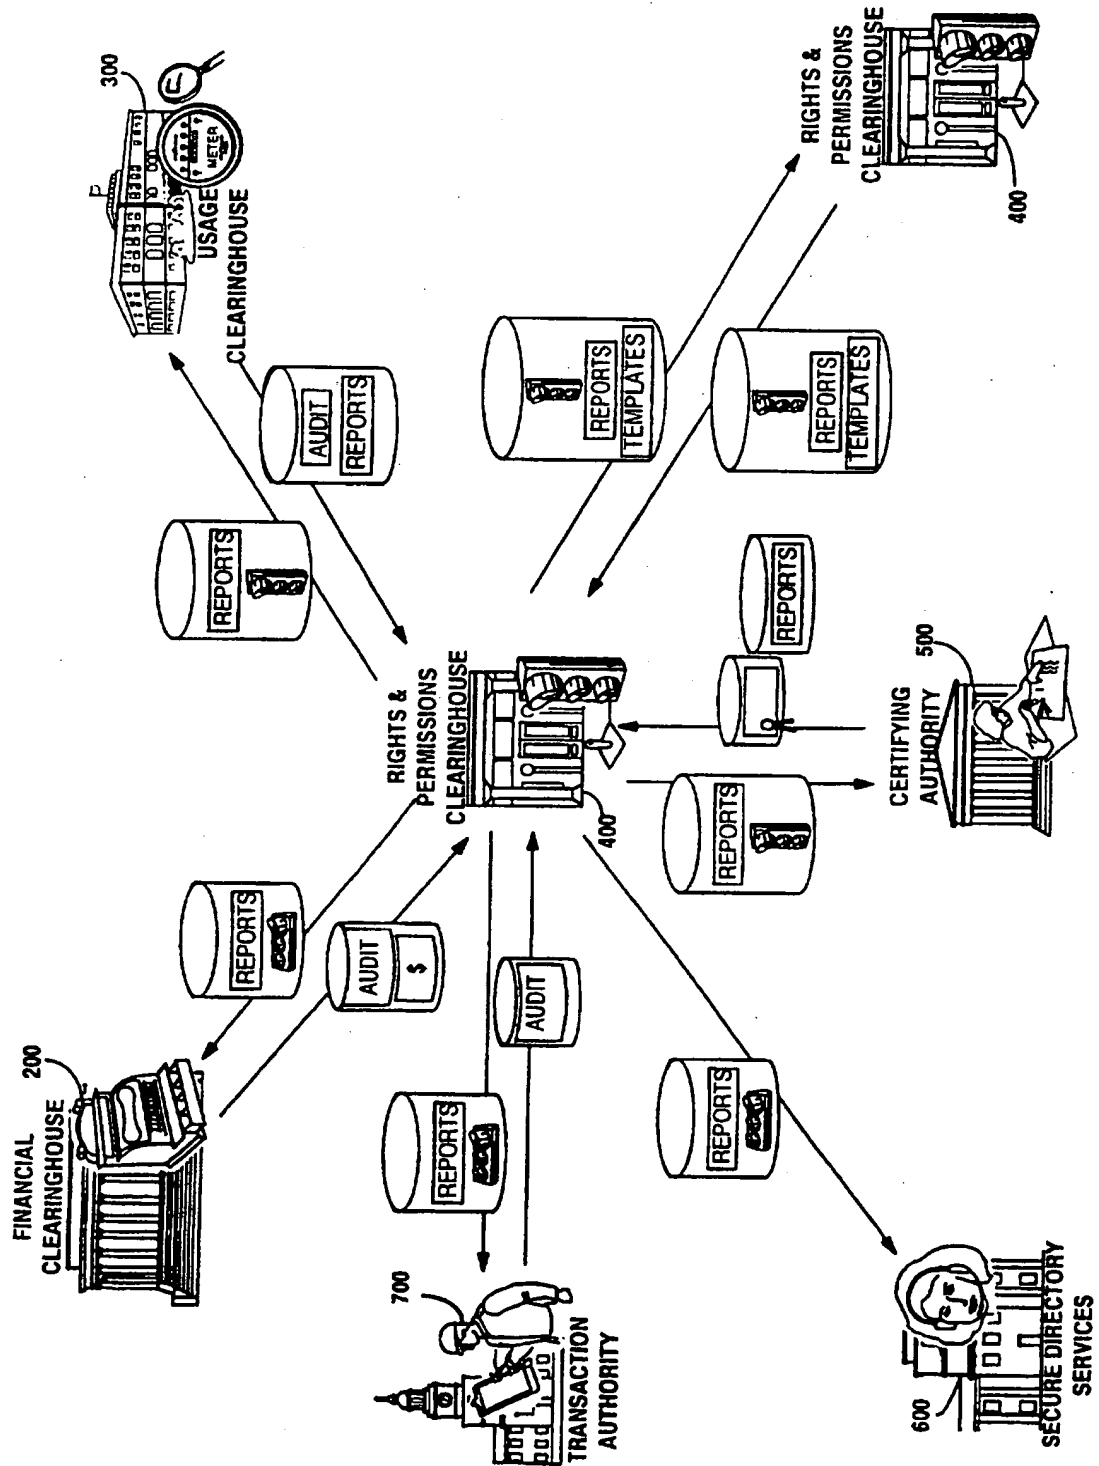 FINANCIAL
CLEARINGHOUSE
200
REPORTS
AUDIT
$
USAGE
CLEARINGHOUSE
300
METER
REPORTS
AUDIT
REPORTS
TRANSACTION
AUTHORITY
700
REPORTS
AUDIT
RIGHTS &
PERMISSIONS
CLEARINGHOUSE
400
REPORTS
TEMPLATES
REPORTS
TEMPLATES
RIGHTS &
PERMISSIONS
CLEARINGHOUSE
400
SECURE DIRECTORY
SERVICES
600
REPORTS
CERTIFYING
AUTHORITY
500
REPORTS
REPORTS